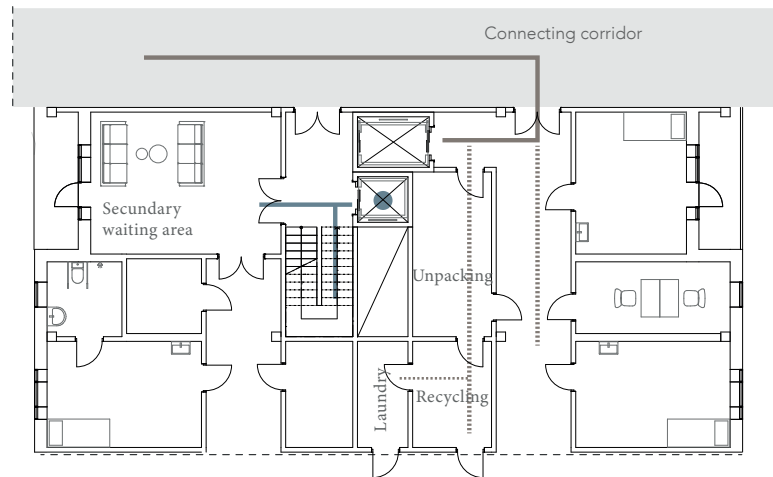 Connecting corridor
Secundary
waiting area
Unpacking
Laundry
Recycling